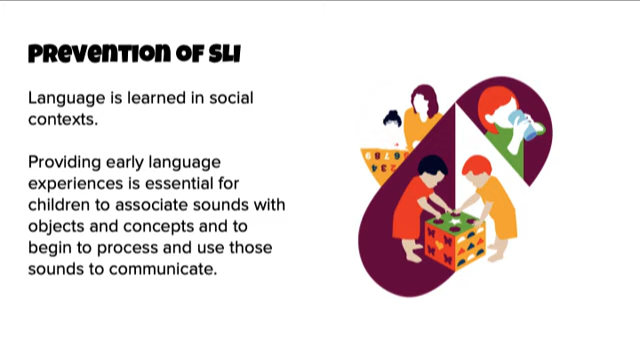 Prevention of SLI
Language is learned in social
contexts.
Providing early language
experiences is essential for
children to associate sounds with
objects and concepts and to
begin to process and use those
sounds to communicate.